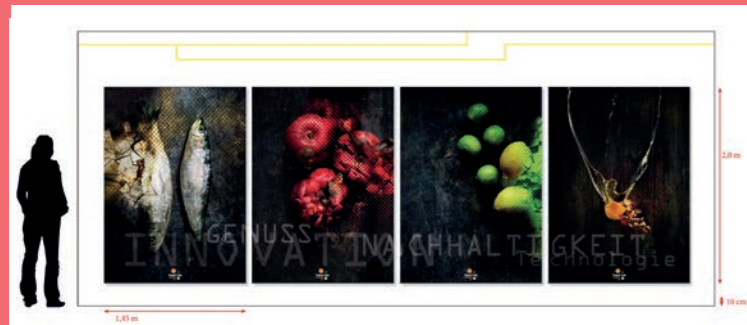 GENUSS
INNOVATION
NACHHALTIGKEIT
Technologie
2,0 m
10 cm
1,45 m